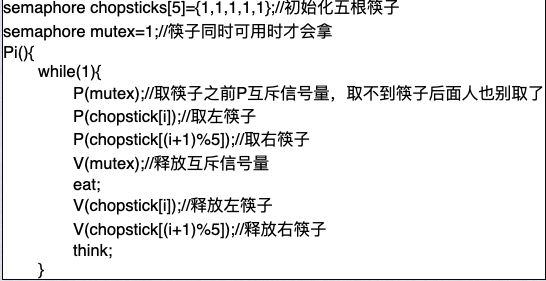 semaphore chopsticks[5]={1,1,1,1,1};//初始化五根筷子
semaphore mutex=1;//筷子同时可用时才会拿
Pi(){
while(1){
P(mutex);//取筷子之前P互斥信号量，取不到筷子后面人也别取了
P(chopstick[i]);//取左筷子
P(chopstick[(i+1)%5]);//取右筷子
V(mutex);//释放互斥信号量
eat;
V(chopstick[i]);//释放左筷子
V(chopstick[(i+1)%5]);//释放右筷子
think;
}